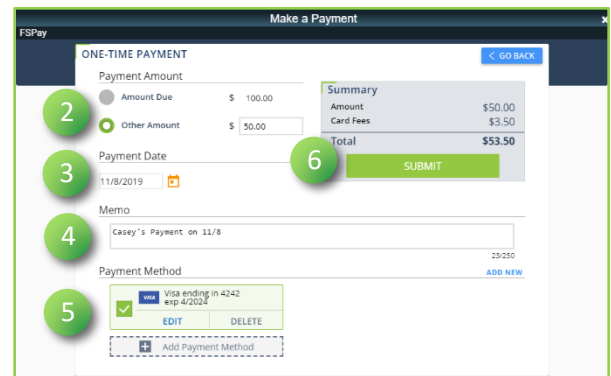 Make a Payment
x
FSPay
ONE-TIME PAYMENT
< GO BACK
Payment Amount
2
Amount Due $ 100.00
Other Amount $ 50.00
Summary
Amount $50.00
Card Fees $3.50
Total $53.50
6
SUBMIT
Payment Date
3
11/8/2019
Memo
4
Casey's Payment on 11/8
23/250
Payment Method
ADD NEW
5
VISA
Visa ending in 4242
exp 4/2024
EDIT DELETE
+ Add Payment Method